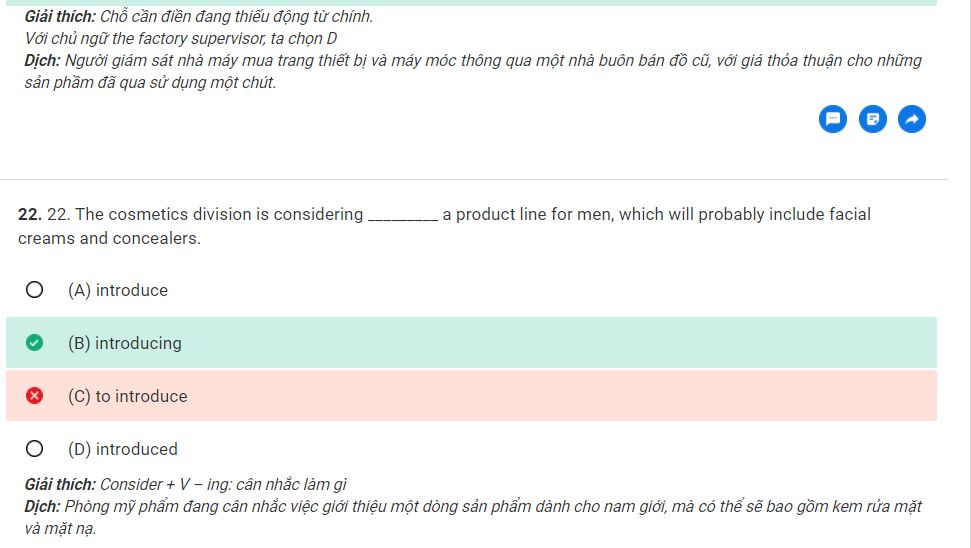 Giải thích: Chỗ cần điền đang thiếu động từ chính.
Với chủ ngữ the factory supervisor, ta chọn D
Dịch: Người giám sát nhà máy mua trang thiết bị và máy móc thông qua một nhà buôn bán đồ cũ, với giá thỏa thuận cho những
sản phầm đã qua sử dụng một chút.
22. 22. The cosmetics division is considering _________ a product line for men, which will probably include facial
creams and concealers.
(A) introduce
(B) introducing
(C) to introduce
(D) introduced
Giải thích: Consider + V – ing: cân nhắc làm gì
Dịch: Phòng mỹ phẩm đang cân nhắc việc giới thiệu một dòng sản phẩm dành cho nam giới, mà có thể sẽ bao gồm kem rửa mặt
và mặt nạ.